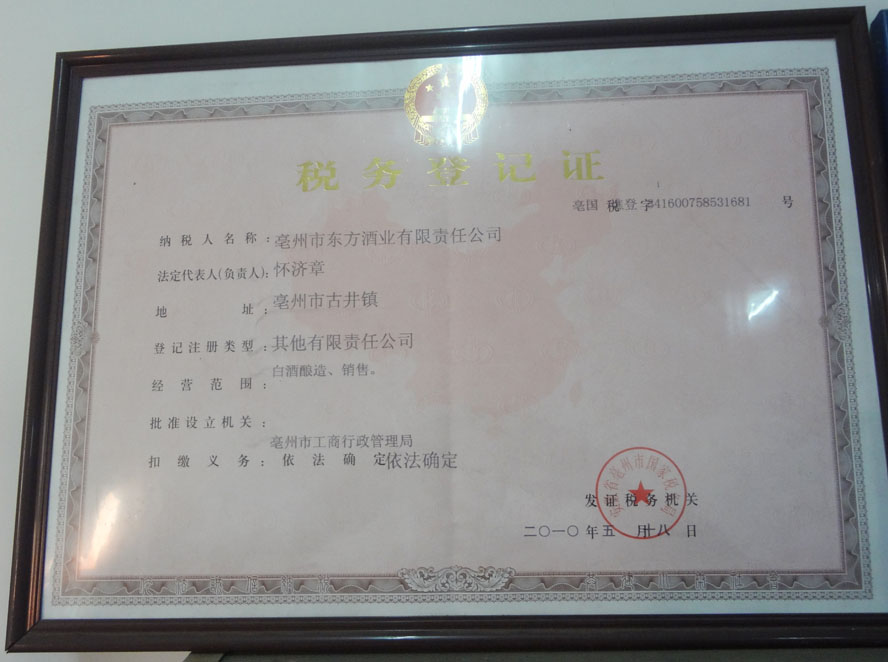 税务登记证
亳国 税 字341600758531681 号
纳税人名称：亳州市东方酒业有限责任公司
法定代表人(负责人)：怀济章
地址：亳州市古井镇
登记注册类型：其他有限责任公司
经营范围：白酒酿造、销售。
批准设立机关：
亳州市工商行政管理局
扣缴义务：依法确定依法确定
发证税务机关
二〇一〇年五 月十八 日